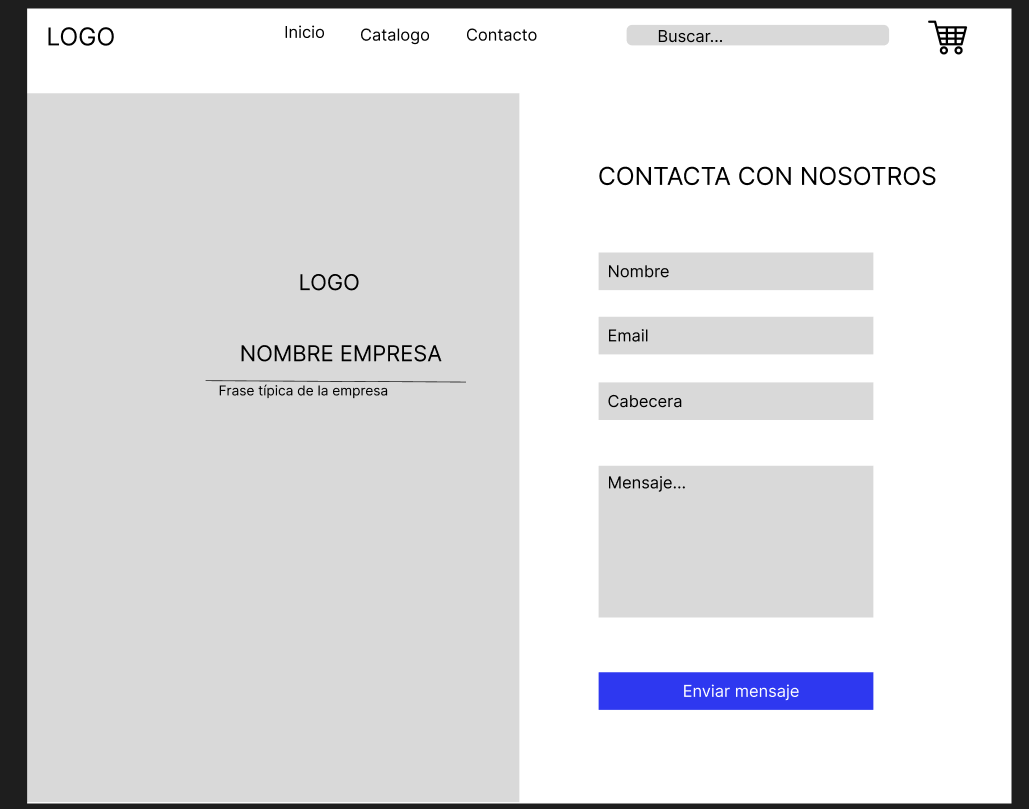 LOGO
Inicio
Catalogo
Contacto
Buscar...
LOGO
NOMBRE EMPRESA
Frase típica de la empresa
CONTACTA CON NOSOTROS
Nombre
Email
Cabecera
Mensaje...
Enviar mensaje